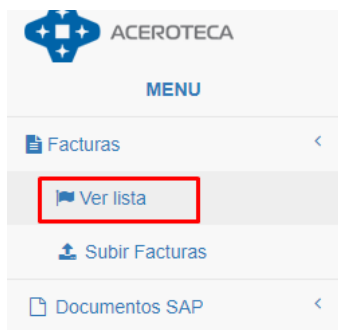 ACEROTECA
MENU
Facturas
Ver lista
Subir Facturas
Documentos SAP